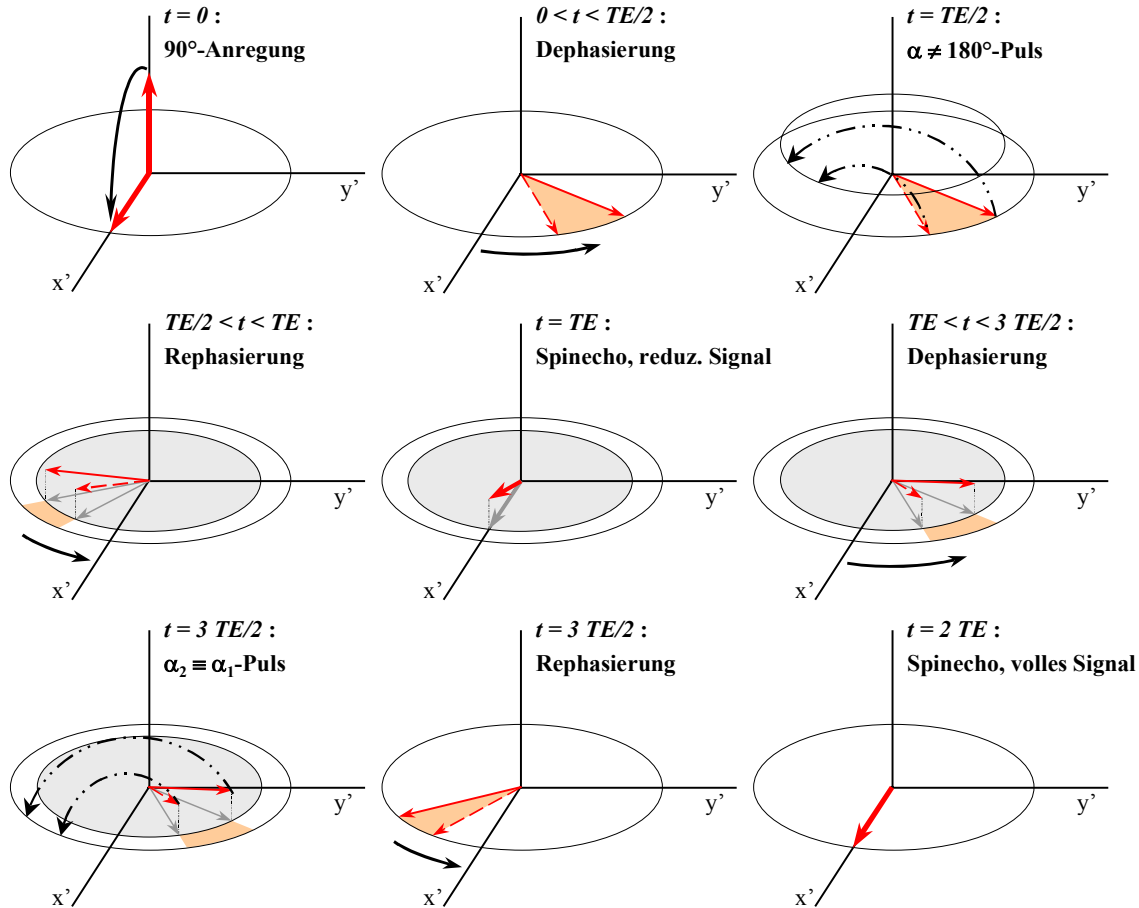 t = 0 :
90°-Anregung
y’
x’
0 < t < TE/2 :
Dephasierung
y’
x’
t = TE/2 :
α ≠ 180°-Puls
y’
x’
TE/2 < t < TE :
Rephasierung
y’
x’
t = TE :
Spinecho, reduz. Signal
y’
x’
TE < t < 3 TE/2 :
Dephasierung
y’
x’
t = 3 TE/2 :
α₂ ≡ α₁-Puls
y’
x’
t = 3 TE/2 :
Rephasierung
y’
x’
t = 2 TE :
Spinecho, volles Signal
y’
x’